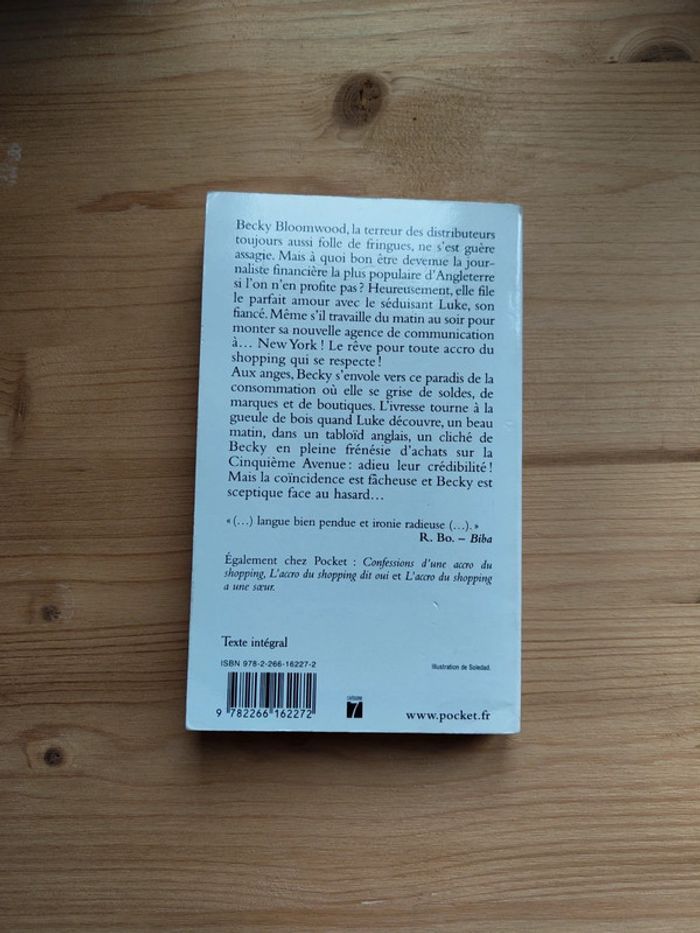 Becky Bloomwood, la terreur des distributeurs
toujours aussi folle de fringues, ne s'est guère
assagie. Mais à quoi bon être devenue la jour-
naliste financière la plus populaire d'Angleterre
si l'on n'en profite pas ? Heureusement, elle file
le parfait amour avec le séduisant Luke, son
fiancé. Même s'il travaille du matin au soir pour
monter sa nouvelle agence de communication
à... New York ! Le rêve pour toute accro du
shopping qui se respecte !
Aux anges, Becky s'envole vers ce paradis de la
consommation où elle se grise de soldes, de
marques et de boutiques. L'ivresse tourne à la
gueule de bois quand Luke découvre, un beau
matin, dans un tabloïd anglais, un cliché de
Becky en pleine frénésie d'achats sur la
Cinquième Avenue : adieu leur crédibilité !
Mais la coïncidence est fâcheuse et Becky est
sceptique face au hasard...
« (...) langue bien pendue et ironie radieuse (...). »
R. Bo. – Biba
Également chez Pocket : Confessions d'une accro du
shopping, L'accro du shopping dit oui et L'accro du shopping
a une sœur.
Texte intégral
ISBN 978-2-266-16227-2
Illustration de Soledad.
9 782266 162272
CATÉGORIE
7
www.pocket.fr